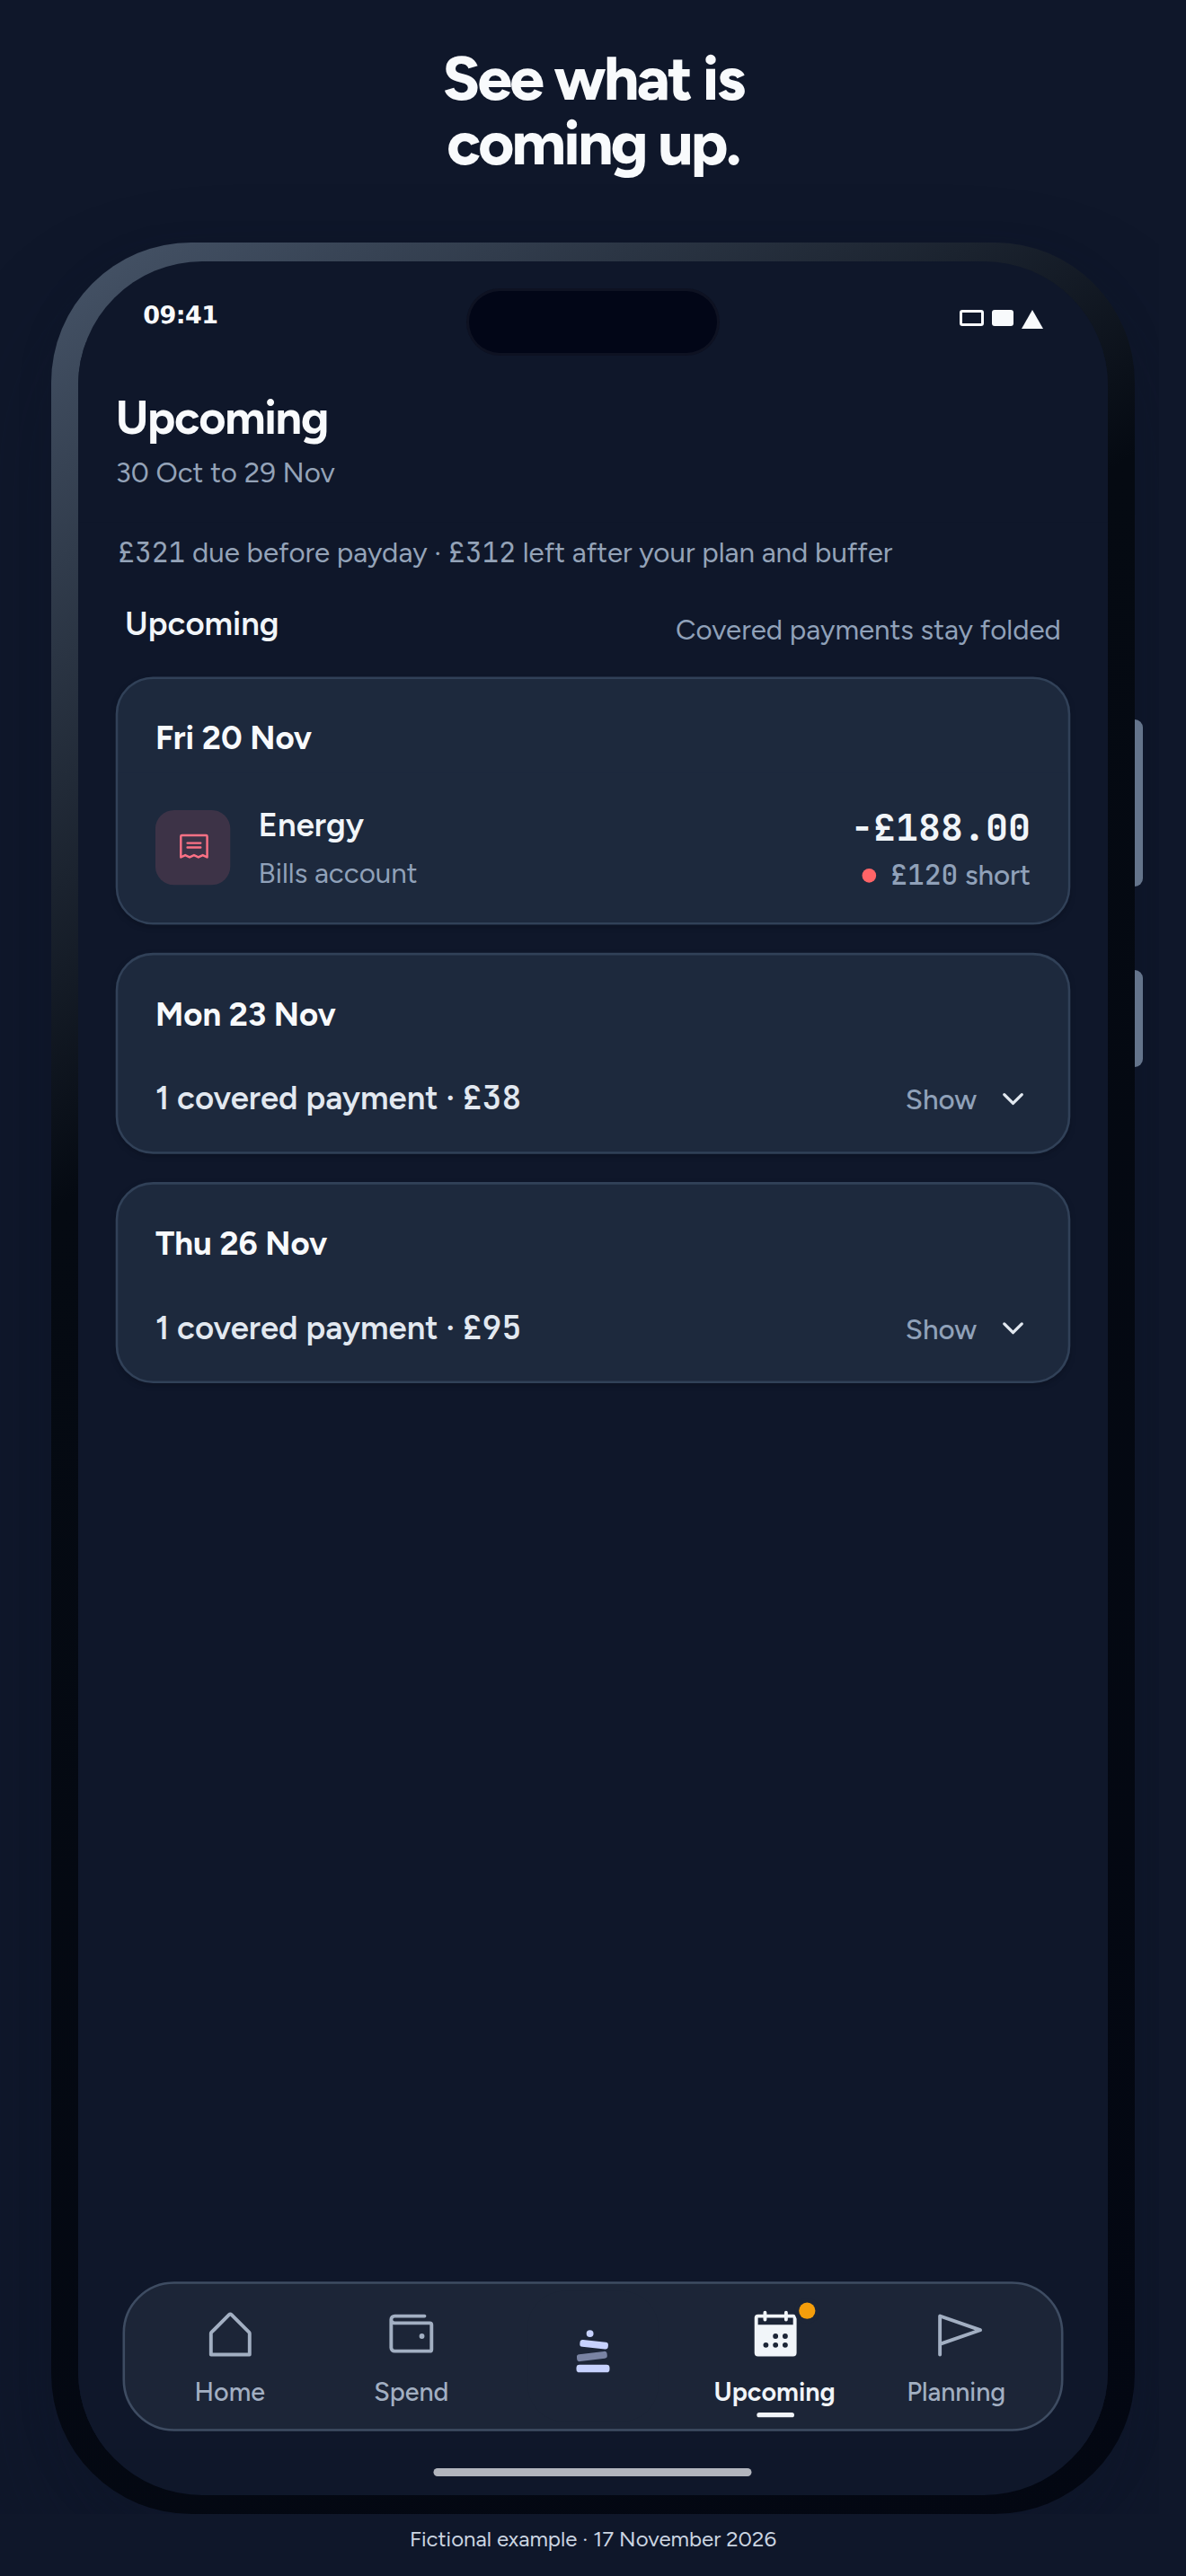 See what is
coming up.
09:41
Upcoming
30 Oct to 29 Nov
£321 due before payday · £312 left after your plan and buffer
Upcoming
Covered payments stay folded
Fri 20 Nov
Energy
-£188.00
Bills account
£120 short
Mon 23 Nov
1 covered payment · £38
Show
Thu 26 Nov
1 covered payment · £95
Show
Home
Spend
Upcoming
Planning
Fictional example · 17 November 2026